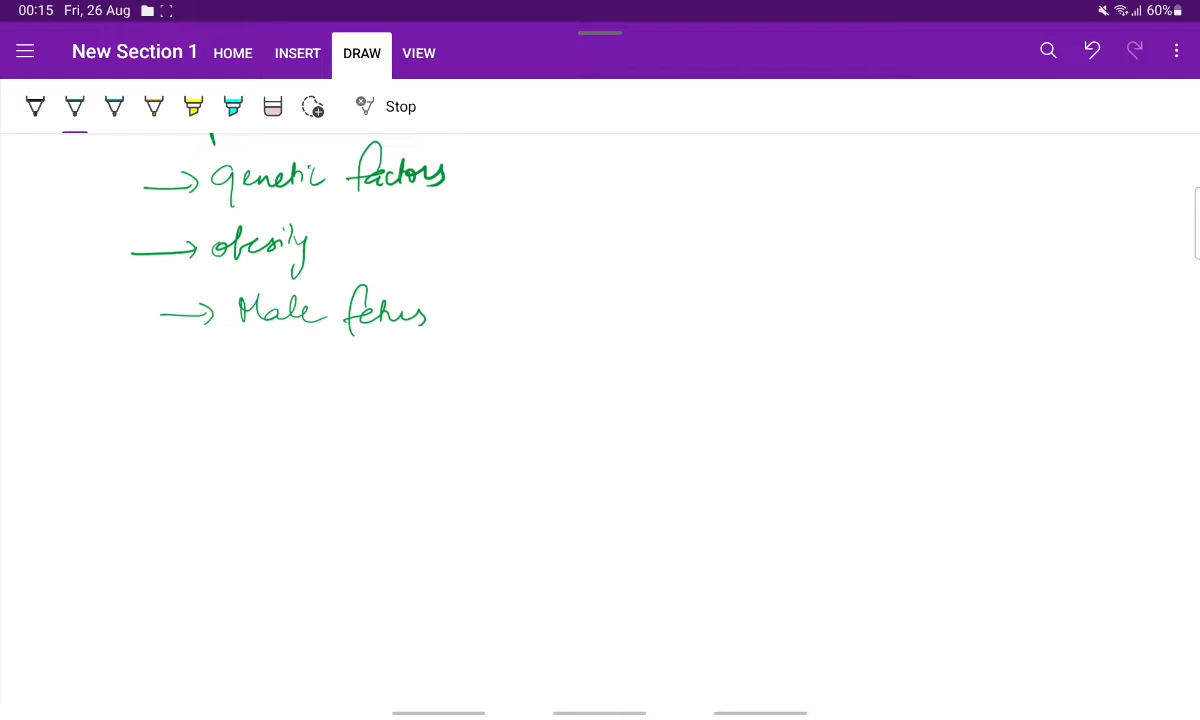 00:15 Fri, 26 Aug 60%
New Section 1 HOME INSERT DRAW VIEW
Stop
→ genetic factors
→ obesity
→ Male fetus